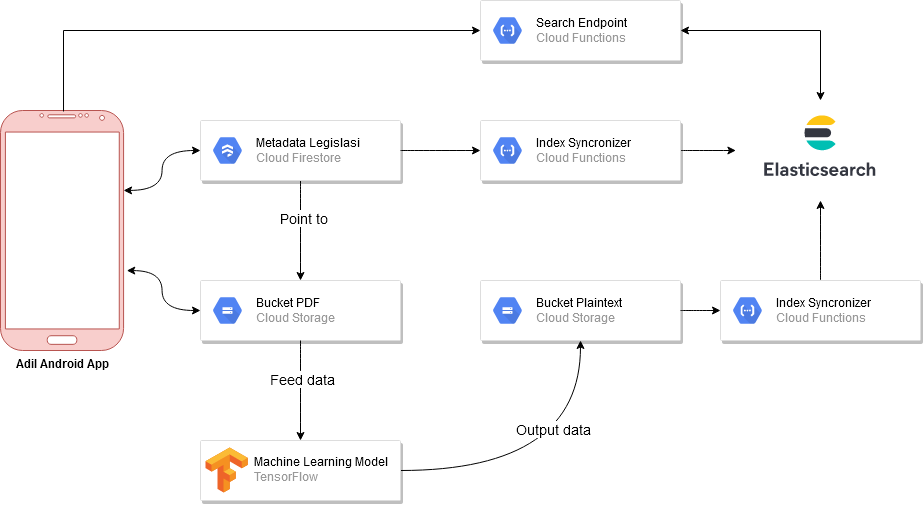 Search Endpoint
Cloud Functions
Metadada Legislasi
Cloud Firestore
Index Syncronizer
Cloud Functions
Elasticsearch
Point to
Bucket PDF
Cloud Storage
Bucket Plaintext
Cloud Storage
Index Syncronizer
Cloud Functions
Adil Android App
Feed data
Output data
Machine Learning Model
TensorFlow